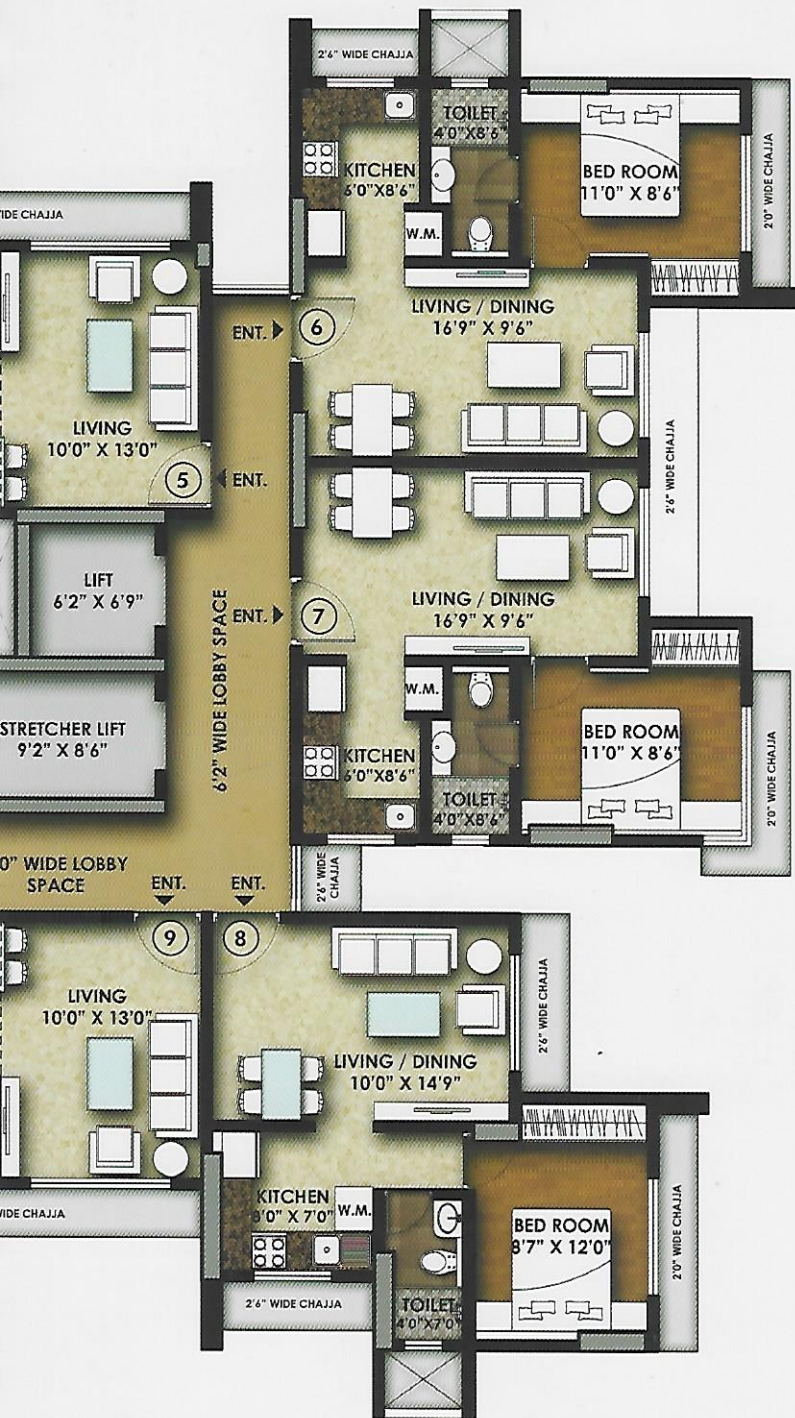 2'6" WIDE CHAJJA
TOILET
4'0"X8'6"
KITCHEN
6'0"X8'6"
BED ROOM
11'0" X 8'6"
2'0" WIDE CHAJJA
IDE CHAJJA
W.M.
LIVING / DINING
16'9" X 9'6"
ENT.
6
LIVING
10'0" X 13'0"
5
ENT.
2'6" WIDE CHAJJA
LIFT
6'2" X 6'9"
6'2" WIDE LOBBY SPACE
ENT.
7
LIVING / DINING
16'9" X 9'6"
W.M.
STRETCHER LIFT
9'2" X 8'6"
KITCHEN
6'0"X8'6"
TOILET
4'0"X8'6"
BED ROOM
11'0" X 8'6"
2'0" WIDE CHAJJA
0" WIDE LOBBY
SPACE
2'6" WIDE
CHAJJA
ENT.
ENT.
9
8
LIVING
10'0" X 13'0"
LIVING / DINING
10'0" X 14'9"
2'6" WIDE CHAJJA
KITCHEN
8'0" X 7'0"
W.M.
BED ROOM
8'7" X 12'0"
2'0" WIDE CHAJJA
IDE CHAJJA
2'6" WIDE CHAJJA
TOILET
4'0"X7'0"